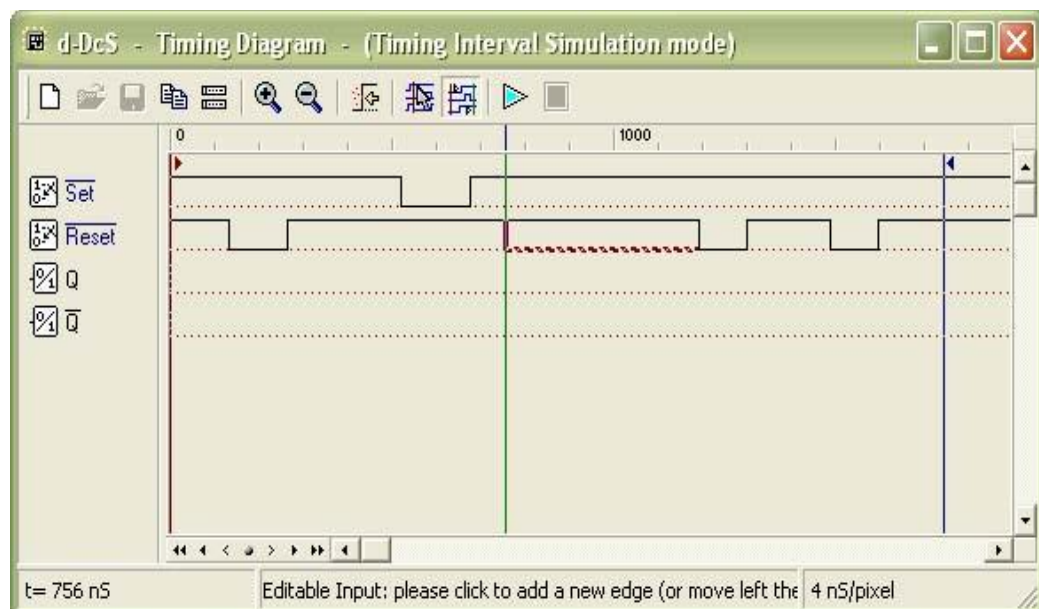 d-DcS - Timing Diagram - (Timing Interval Simulation mode)
0 1000
Set
Reset
Q
Q
t= 756 nS Editable Input: please click to add a new edge (or move left the 4 nS/pixel